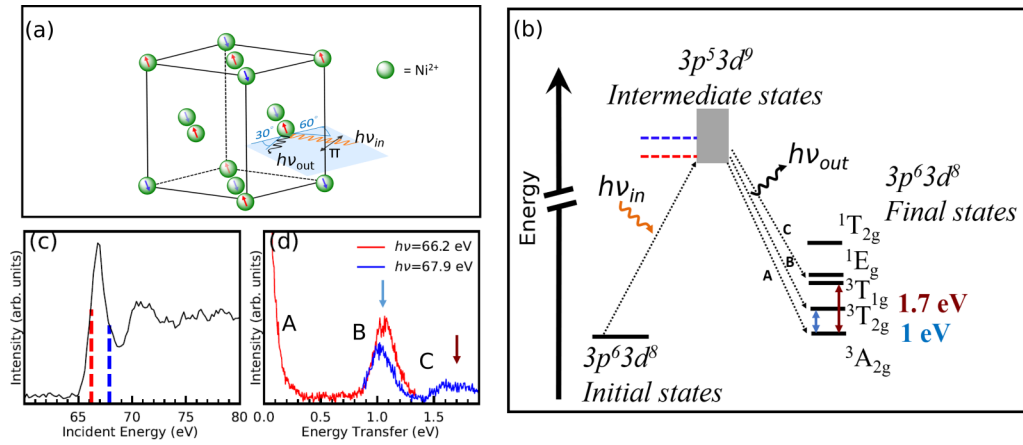 (a)
= Ni²⁺
30°
60°
hν_in
π
hν_out
(b)
Energy
3p⁵3d⁹
Intermediate states
hν_in
hν_out
3p⁶3d⁸
Final states
C
B
A
¹T₂g
¹E_g
³T₁g
³T₂g
³A₂g
1.7 eV
1 eV
3p⁶3d⁸
Initial states
(c)
Intensity (arb. units)
65 70 75 80
Incident Energy (eV)
(d)
hν=66.2 eV
hν=67.9 eV
A
B
C
Intensity (arb. units)
0.0 0.5 1.0 1.5
Energy Transfer (eV)